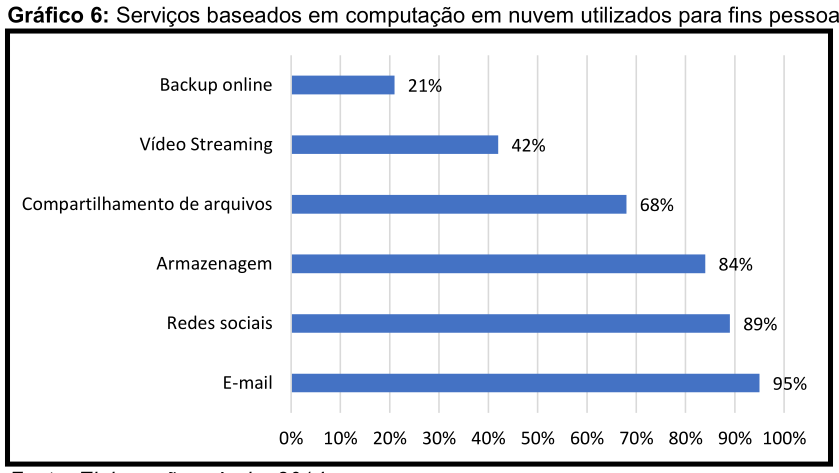 Gráfico 6: Serviços baseados em computação em nuvem utilizados para fins pessoa
Backup online 21%
Vídeo Streaming 42%
Compartilhamento de arquivos 68%
Armazenagem 84%
Redes sociais 89%
E-mail 95%
0% 10% 20% 30% 40% 50% 60% 70% 80% 90% 100%